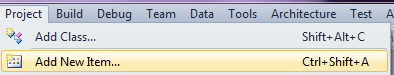 Project Build Debug Team Data Tools Architecture Test
Add Class... Shift+Alt+C
Add New Item... Ctrl+Shift+A